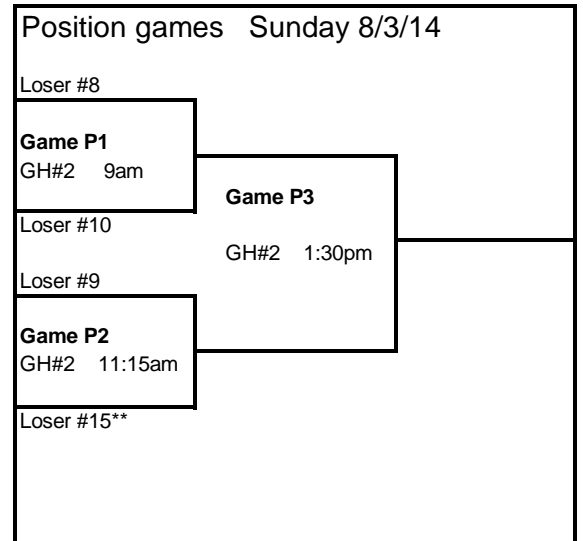 Position games Sunday 8/3/14
Loser #8
Game P1
GH#2 9am
Loser #10
Game P3
GH#2 1:30pm
Loser #9
Game P2
GH#2 11:15am
Loser #15**